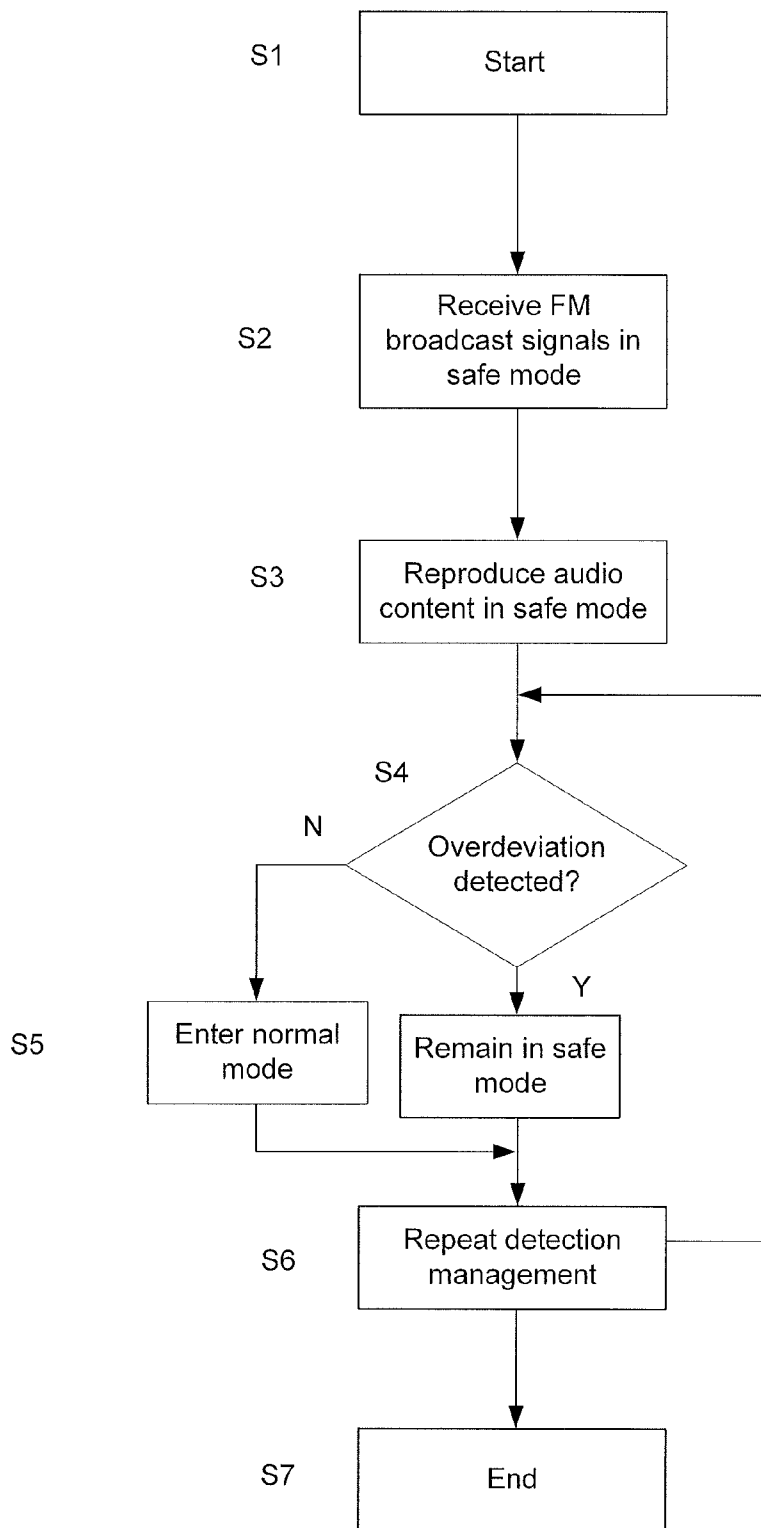 S1
Start
S2
Receive FM
broadcast signals in
safe mode
S3
Reproduce audio
content in safe mode
S4
Overdeviation
detected?
N
Y
S5
Enter normal
mode
Remain in safe
mode
S6
Repeat detection
management
S7
End